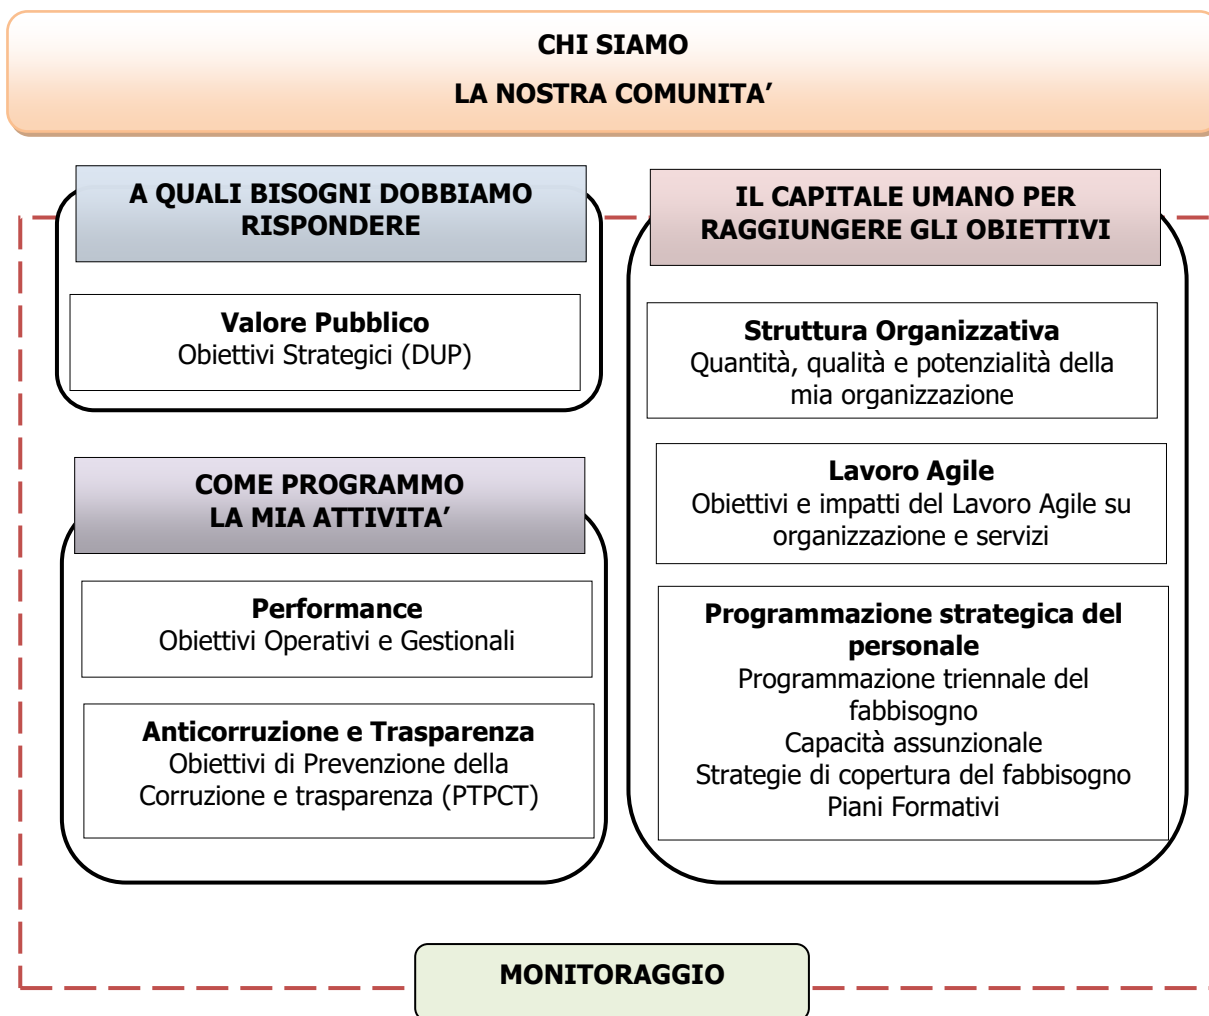 CHI SIAMO
LA NOSTRA COMUNITA’
A QUALI BISOGNI DOBBIAMO
RISPONDERE
Valore Pubblico
Obiettivi Strategici (DUP)
COME PROGRAMMO
LA MIA ATTIVITA’
Performance
Obiettivi Operativi e Gestionali
Anticorruzione e Trasparenza
Obiettivi di Prevenzione della
Corruzione e trasparenza (PTPCT)
IL CAPITALE UMANO PER
RAGGIUNGERE GLI OBIETTIVI
Struttura Organizzativa
Quantità, qualità e potenzialità della
mia organizzazione
Lavoro Agile
Obiettivi e impatti del Lavoro Agile su
organizzazione e servizi
Programmazione strategica del
personale
Programmazione triennale del
fabbisogno
Capacità assunzionale
Strategie di copertura del fabbisogno
Piani Formativi
MONITORAGGIO